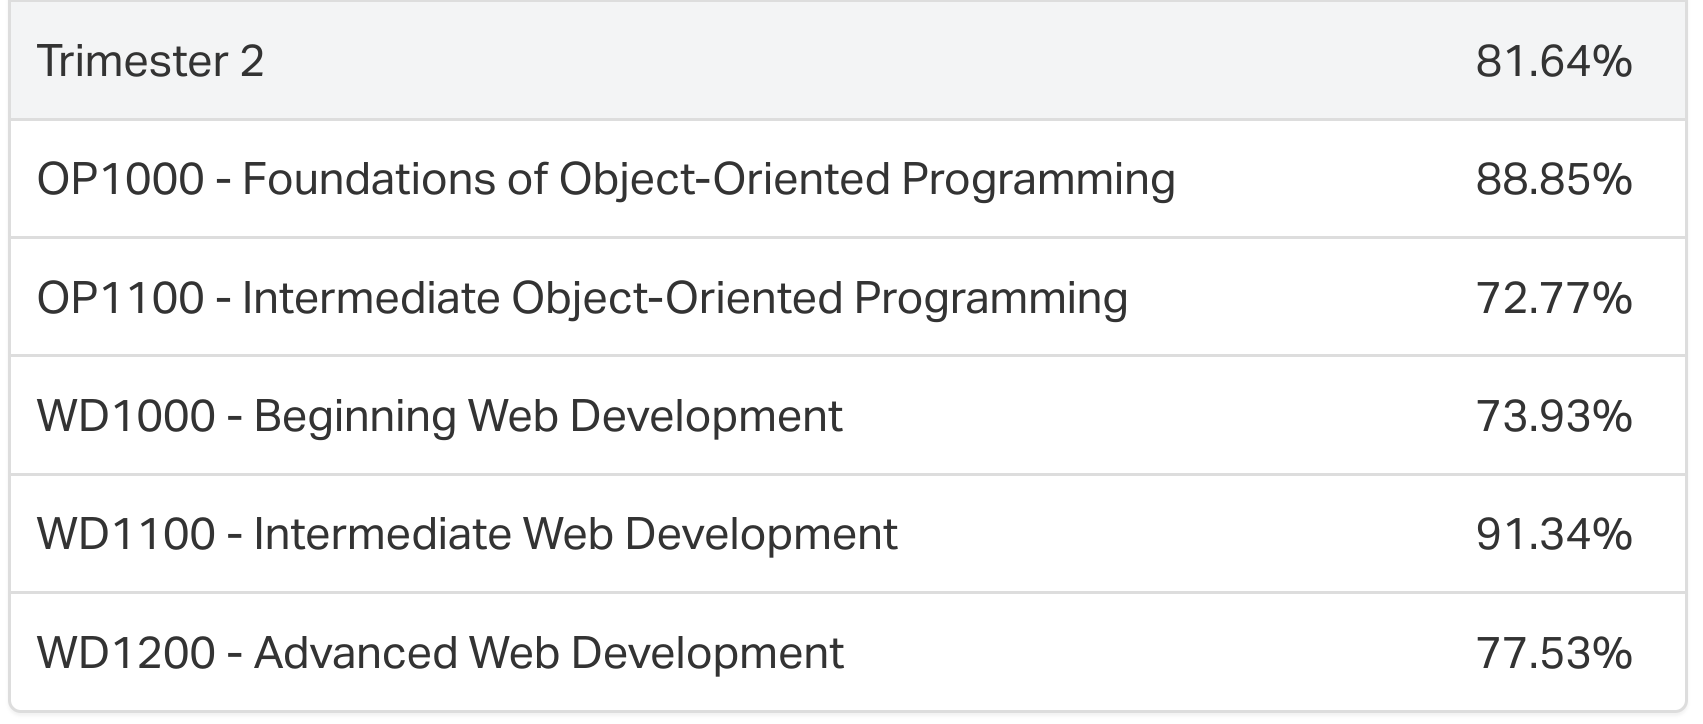 Trimester 2 81.64%
OP1000 - Foundations of Object-Oriented Programming 88.85%
OP1100 - Intermediate Object-Oriented Programming 72.77%
WD1000 - Beginning Web Development 73.93%
WD1100 - Intermediate Web Development 91.34%
WD1200 - Advanced Web Development 77.53%